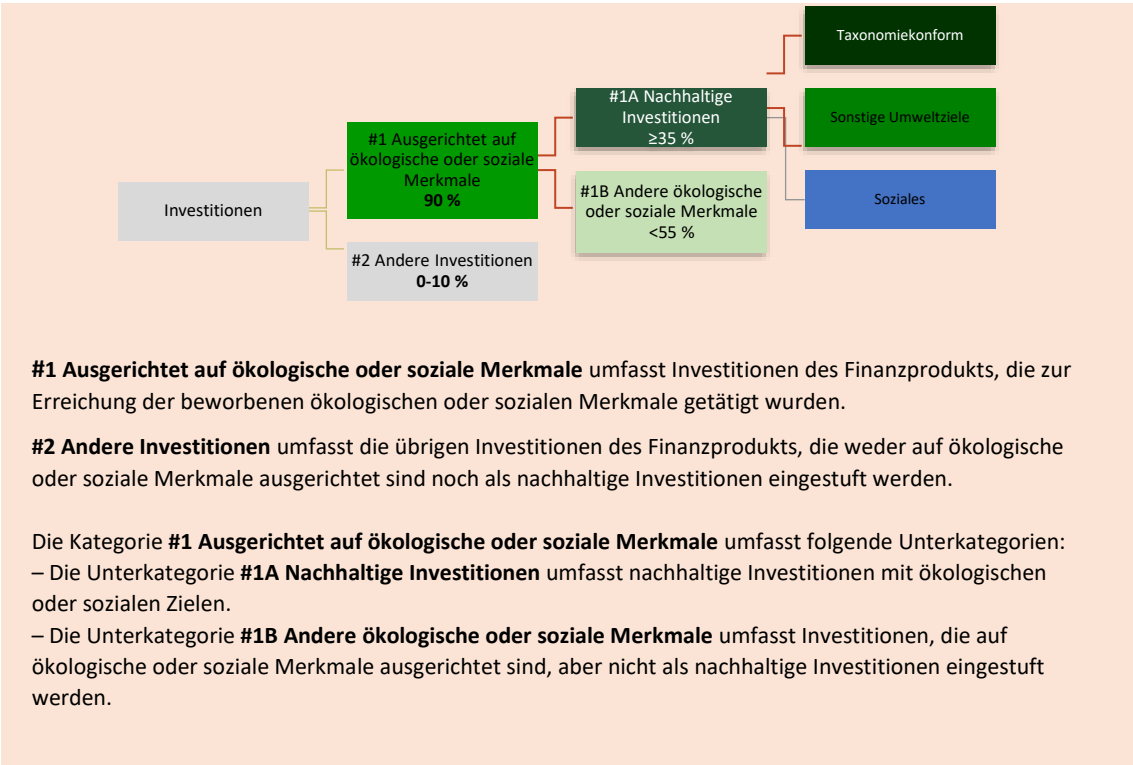 Taxonomiekonform
#1A Nachhaltige
Investitionen
≥35 %
Sonstige Umweltziele
#1 Ausgerichtet auf
ökologische oder soziale
Merkmale
90 %
#1B Andere ökologische
oder soziale Merkmale
<55 %
Soziales
Investitionen
#2 Andere Investitionen
0-10 %
#1 Ausgerichtet auf ökologische oder soziale Merkmale umfasst Investitionen des Finanzprodukts, die zur
Erreichung der beworbenen ökologischen oder sozialen Merkmale getätigt wurden.
#2 Andere Investitionen umfasst die übrigen Investitionen des Finanzprodukts, die weder auf ökologische
oder soziale Merkmale ausgerichtet sind noch als nachhaltige Investitionen eingestuft werden.
Die Kategorie #1 Ausgerichtet auf ökologische oder soziale Merkmale umfasst folgende Unterkategorien:
– Die Unterkategorie #1A Nachhaltige Investitionen umfasst nachhaltige Investitionen mit ökologischen
oder sozialen Zielen.
– Die Unterkategorie #1B Andere ökologische oder soziale Merkmale umfasst Investitionen, die auf
ökologische oder soziale Merkmale ausgerichtet sind, aber nicht als nachhaltige Investitionen eingestuft
werden.